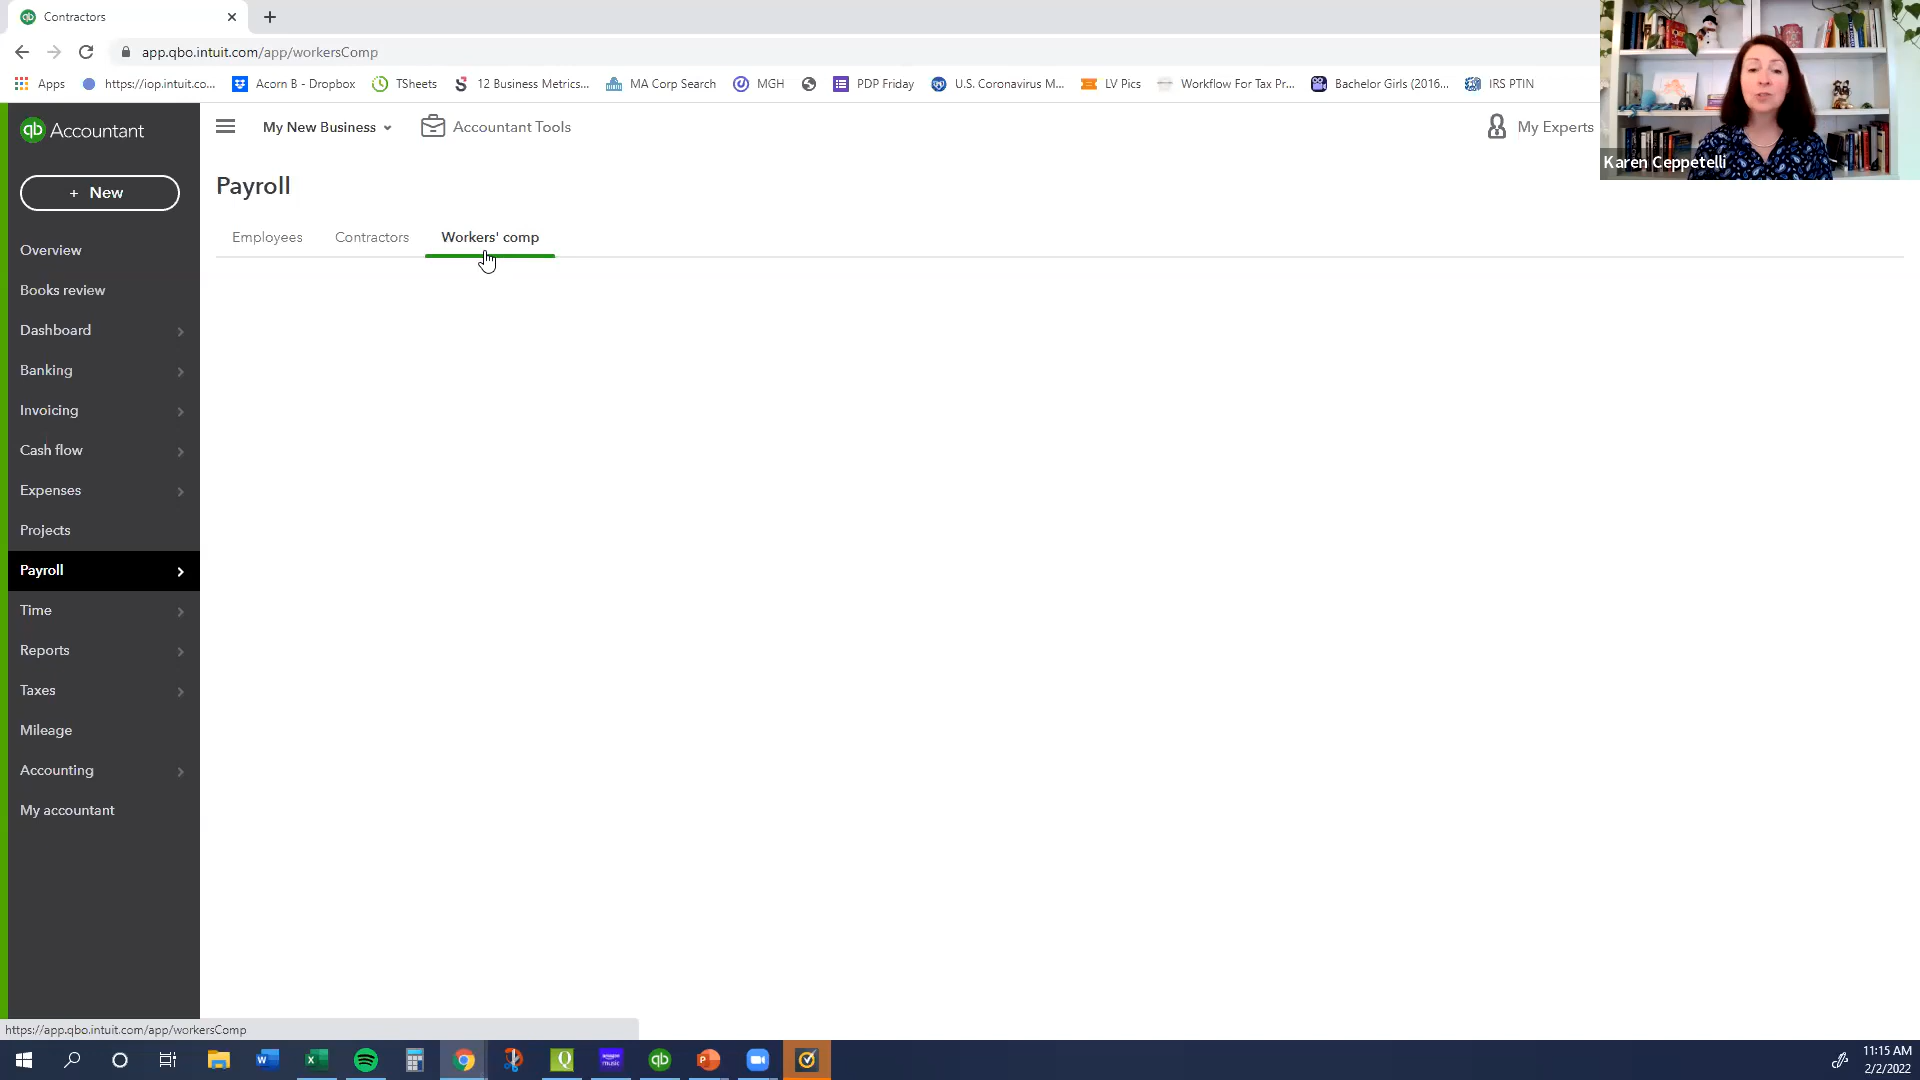 Contractors
app.qbo.intuit.com/app/workersComp
Apps
https://iop.intuit.co...
Acorn B - Dropbox
TSheets
12 Business Metrics...
MA Corp Search
MGH
PDP Friday
U.S. Coronavirus M...
LV Pics
Workflow For Tax Pr...
Bachelor Girls (2016...
IRS PTIN
qb Accountant
My New Business
Accountant Tools
My Experts
Karen Ceppetelli
+ New
Payroll
Employees
Contractors
Workers' comp
Overview
Books review
Dashboard
Banking
Invoicing
Cash flow
Expenses
Projects
Payroll
Time
Reports
Taxes
Mileage
Accounting
My accountant
https://app.qbo.intuit.com/app/workersComp
11:15 AM
2/2/2022